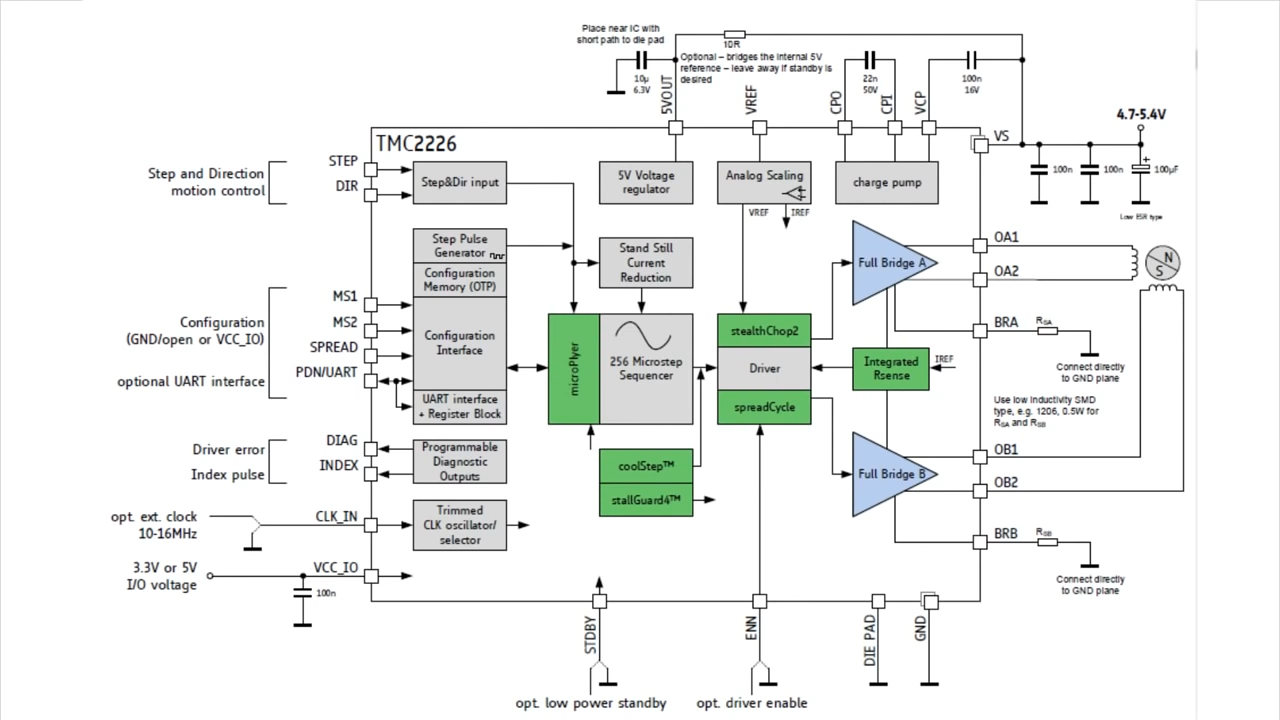 Place near IC with
short path to die pad
10R
Optional – bridges the internal 5V
reference – leave away if standby is
desired
10µ
6.3V
22n
50V
100n
16V
5VOUT
VREF
CPO
CPI
VCP
4.7-5.4V
TMC2226
VS
100n
100n
100µF
Low ESR type
Step and Direction
motion control
STEP
DIR
Step&Dir input
5V Voltage
regulator
Analog Scaling
VREF
IREF
charge pump
Step Pulse
Generator
Configuration
Memory (OTP)
Stand Still
Current
Reduction
Full Bridge A
OA1
OA2
N
S
Configuration
(GND/open or VCC_IO)
optional UART interface
MS1
MS2
SPREAD
PDN/UART
Configuration
Interface
UART interface
+ Register Block
microPlyer
256 Microstep
Sequencer
stealthChop2
Driver
spreadCycle
Integrated
Rsense
IREF
BRA
RSA
Connect directly
to GND plane
Use low inductivity SMD
type, e.g. 1206, 0.5W for
RSA and RSB
Driver error
Index pulse
DIAG
INDEX
Programmable
Diagnostic
Outputs
coolStep™
stallGuard4™
Full Bridge B
OB1
OB2
opt. ext. clock
10-16MHz
CLK_IN
Trimmed
CLK oscillator/
selector
BRB
RSB
Connect directly
to GND plane
3.3V or 5V
I/O voltage
VCC_IO
100n
STDBY
ENN
DIE PAD
GND
opt. low power standby
opt. driver enable